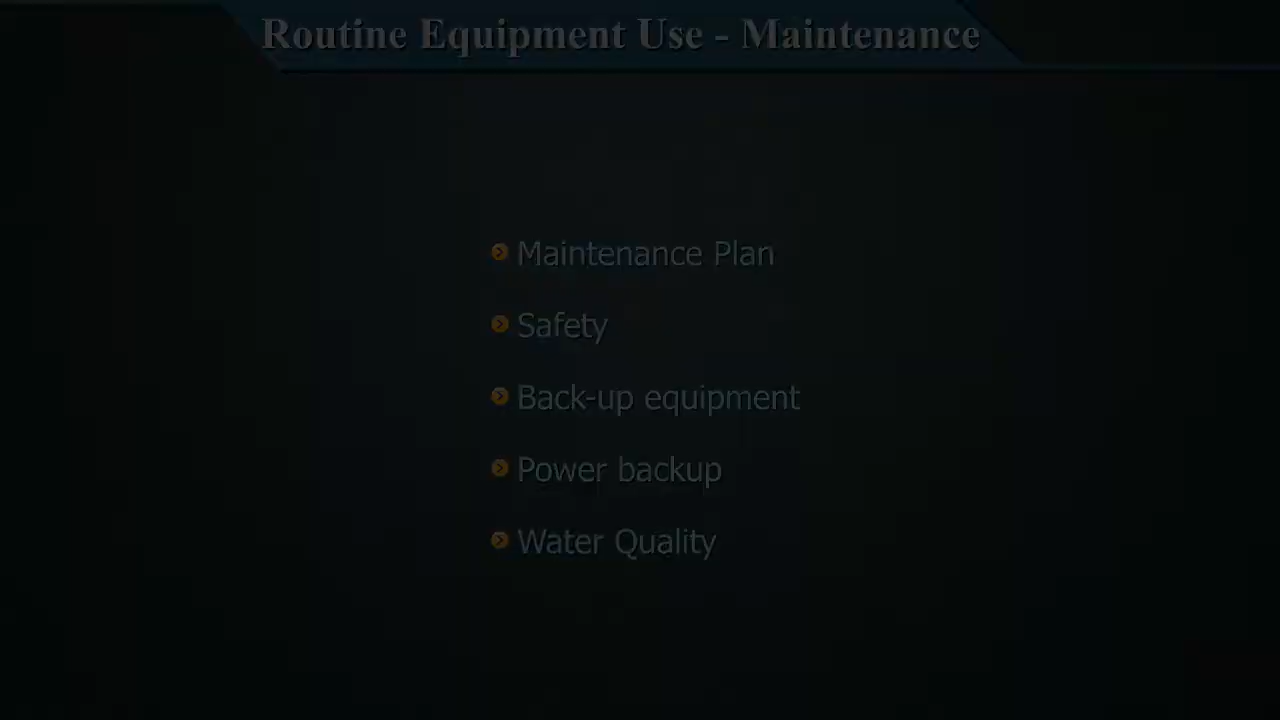 Routine Equipment Use - Maintenance
Maintenance Plan
Safety
Back-up equipment
Power backup
Water Quality